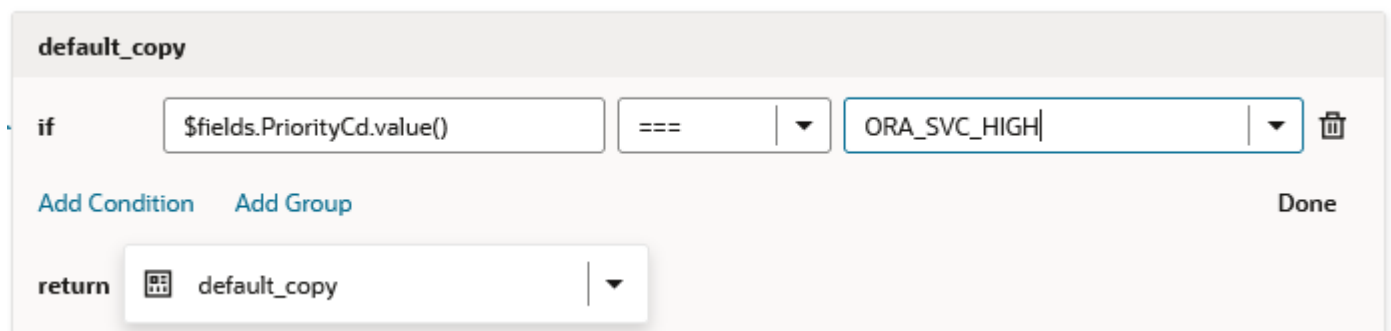 default_copy
if $fields.PriorityCd.value() === ORA_SVC_HIGH
Add Condition Add Group Done
return default_copy